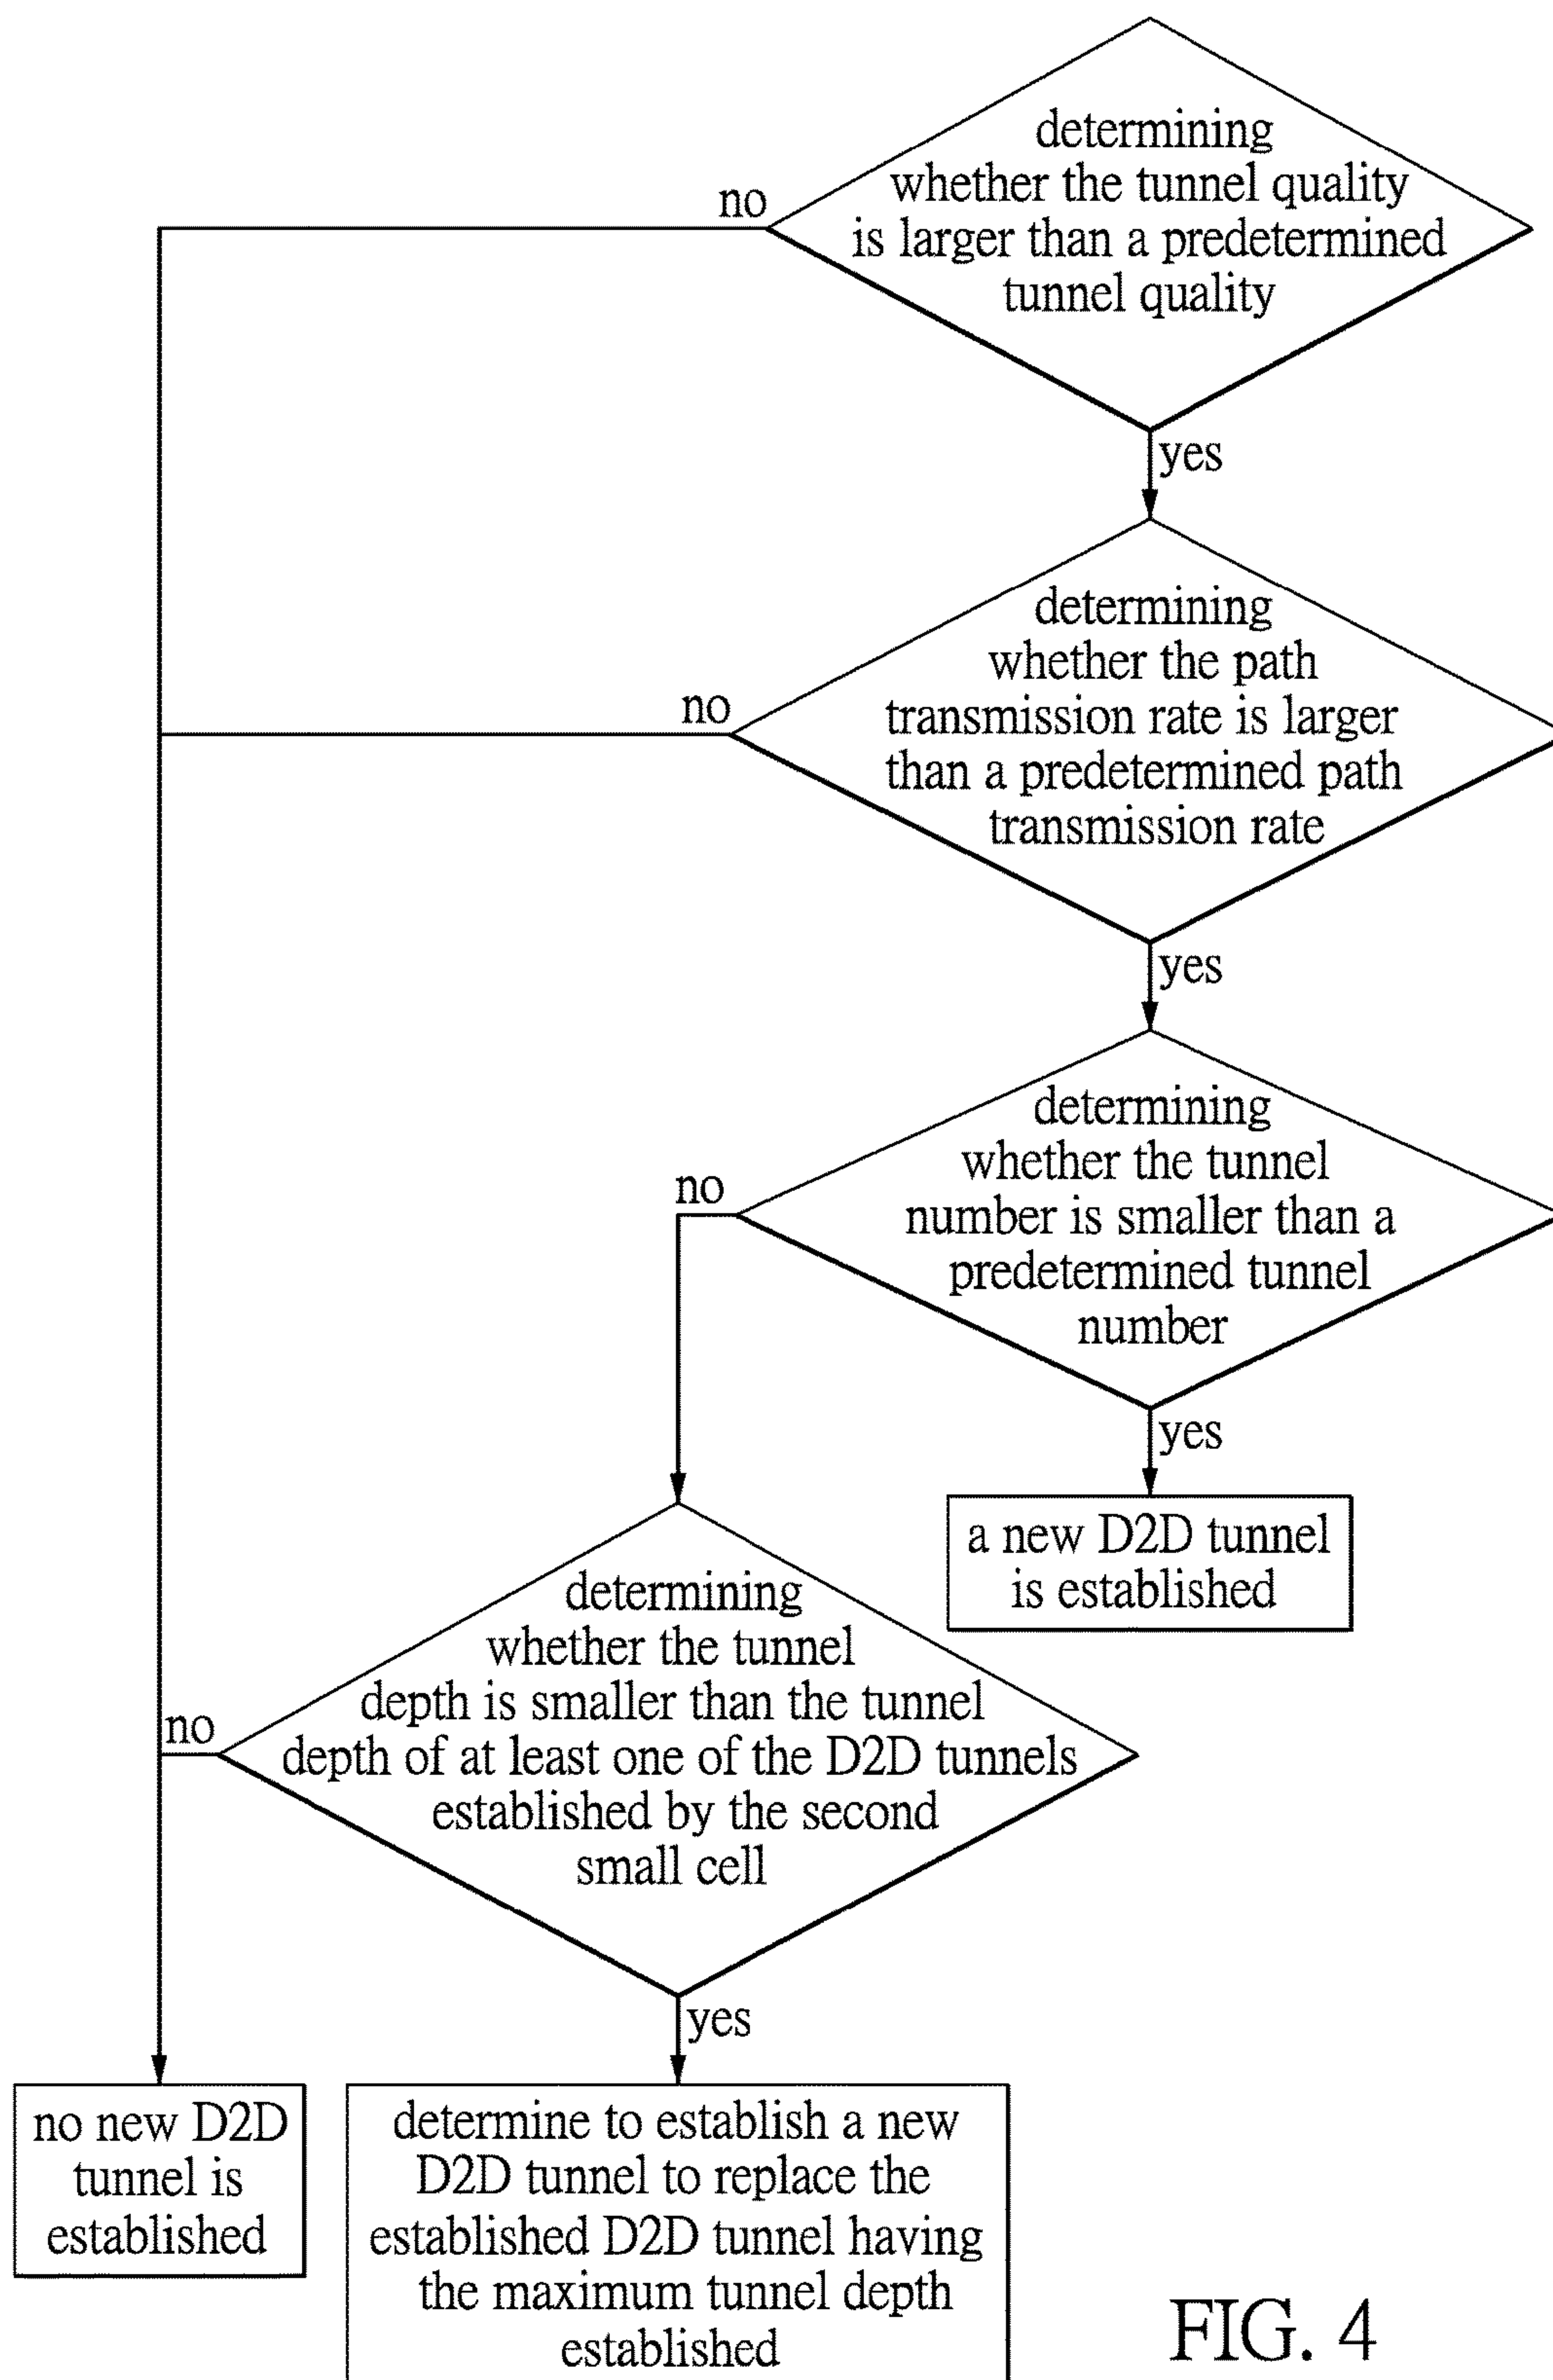 determining
whether the tunnel quality
is larger than a predetermined
tunnel quality
no
yes
determining
whether the path
transmission rate is larger
than a predetermined path
transmission rate
no
yes
determining
whether the tunnel
number is smaller than a
predetermined tunnel
number
no
yes
a new D2D tunnel
is established
determining
whether the tunnel
depth is smaller than the tunnel
depth of at least one of the D2D tunnels
established by the second
small cell
no
yes
no new D2D
tunnel is
established
determine to establish a new
D2D tunnel to replace the
established D2D tunnel having
the maximum tunnel depth
established
FIG. 4